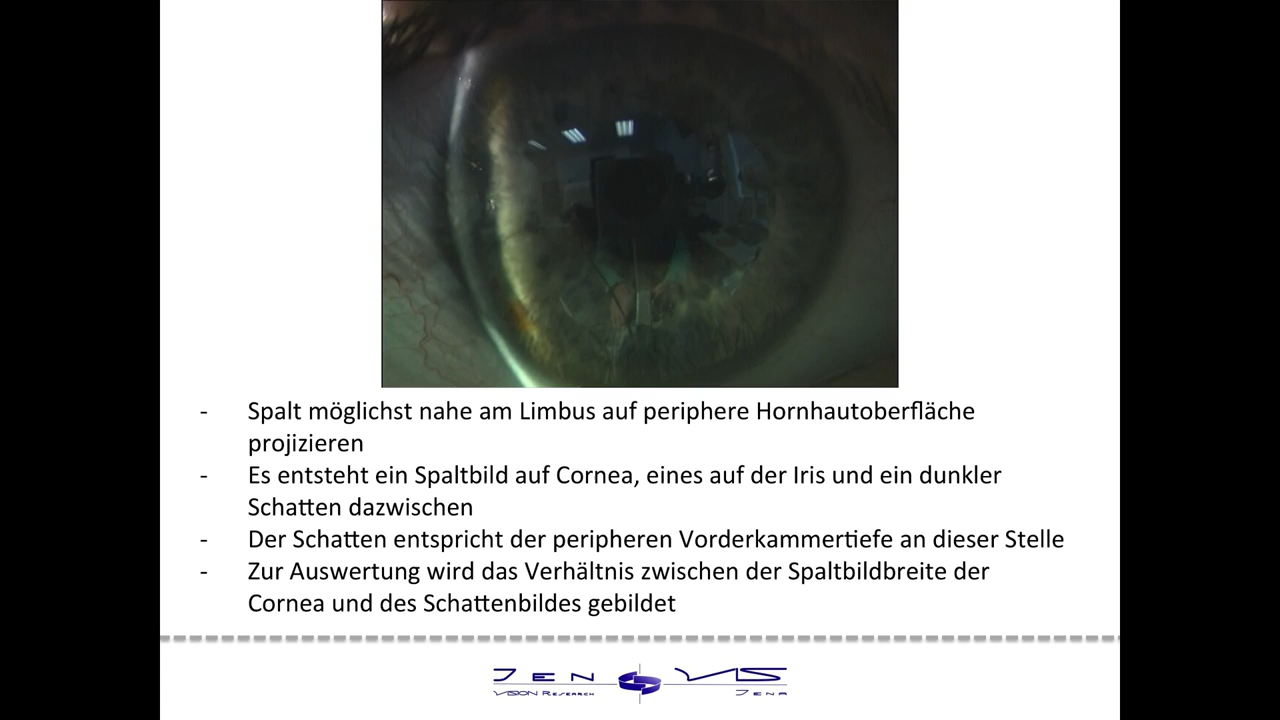 - Spalt möglichst nahe am Limbus auf periphere Hornhautoberfläche
projizieren
- Es entsteht ein Spaltbild auf Cornea, eines auf der Iris und ein dunkler
Schatten dazwischen
- Der Schatten entspricht der peripheren Vorderkammertiefe an dieser Stelle
- Zur Auswertung wird das Verhältnis zwischen der Spaltbildbreite der
Cornea und des Schattenbildes gebildet
JEN VIS
VISION RESEARCH JENA